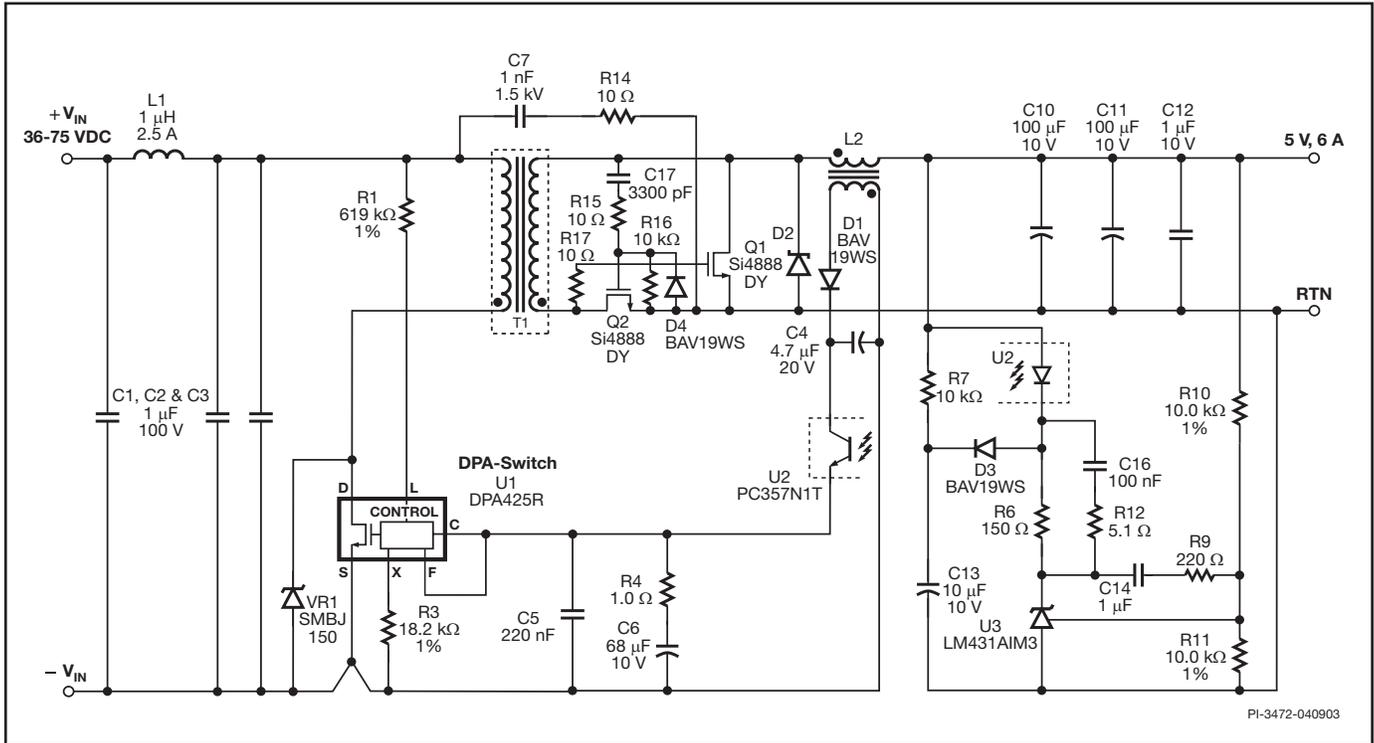 C7
1 nF
1.5 kV
R14
10 Ω
+ VIN
36-75 VDC
L1
1 µH
2.5 A
C10
100 µF
10 V
C11
100 µF
10 V
C12
1 µF
10 V
5 V, 6 A
L2
R1
619 kΩ
1%
C17
3300 pF
R15
10 Ω
R16
10 kΩ
R17
10 Ω
Q1
Si4888
DY
D2
D1
BAV
19WS
RTN
T1
Q2
Si4888
DY
D4
BAV19WS
C4
4.7 µF
20 V
U2
R7
10 kΩ
R10
10.0 kΩ
1%
C1, C2 & C3
1 µF
100 V
DPA-Switch
U1
DPA425R
U2
PC357N1T
D3
BAV19WS
C16
100 nF
R6
150 Ω
R12
5.1 Ω
R9
220 Ω
D
L
CONTROL
C
S
X
F
VR1
SMBJ
150
R3
18.2 kΩ
1%
C5
220 nF
R4
1.0 Ω
C6
68 µF
10 V
C13
10 µF
10 V
C14
1 µF
U3
LM431AIM3
R11
10.0 kΩ
1%
− VIN
PI-3472-040903